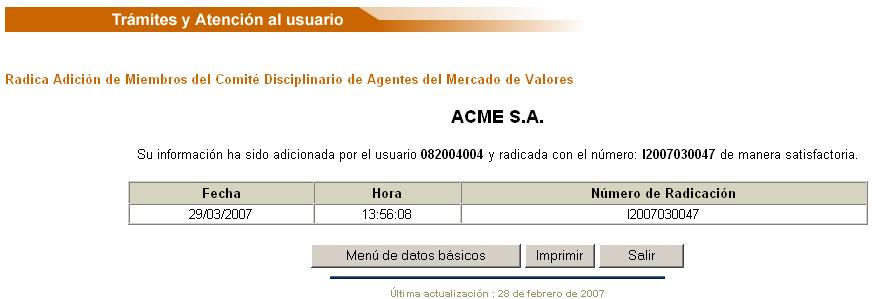 Trámites y Atención al usuario
Radica Adición de Miembros del Comité Disciplinario de Agentes del Mercado de Valores
ACME S.A.
Su información ha sido adicionada por el usuario 082004004 y radicada con el número: I2007030047 de manera satisfactoria.
Fecha Hora Número de Radicación
29/03/2007 13:56:08 I2007030047
Menú de datos básicos Imprimir Salir
Última actualización : 28 de febrero de 2007